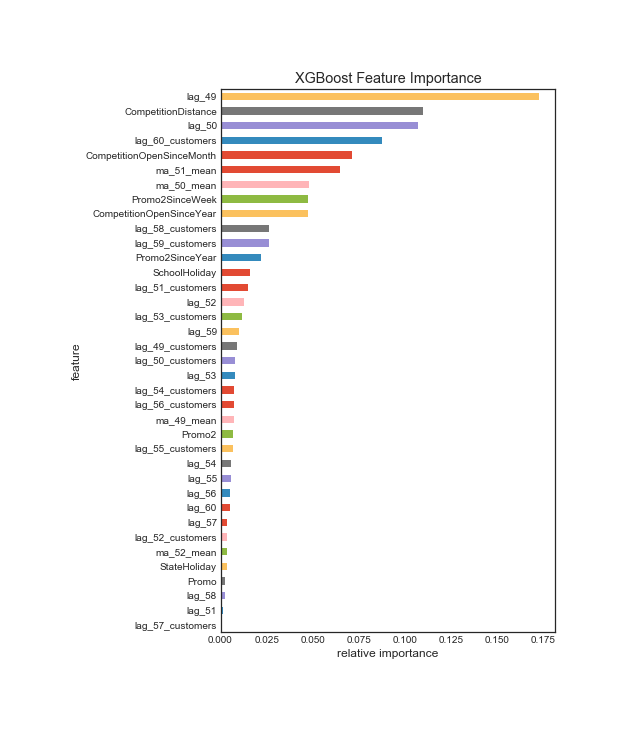 XGBoost Feature Importance
lag_49
CompetitionDistance
lag_50
lag_60_customers
CompetitionOpenSinceMonth
ma_51_mean
ma_50_mean
Promo2SinceWeek
CompetitionOpenSinceYear
lag_58_customers
lag_59_customers
Promo2SinceYear
SchoolHoliday
lag_51_customers
lag_52
lag_53_customers
lag_59
lag_49_customers
lag_50_customers
lag_53
lag_54_customers
lag_56_customers
ma_49_mean
Promo2
lag_55_customers
lag_54
lag_55
lag_56
lag_60
lag_57
lag_52_customers
ma_52_mean
StateHoliday
Promo
lag_58
lag_51
lag_57_customers
feature
0.000 0.025 0.050 0.075 0.100 0.125 0.150 0.175
relative importance